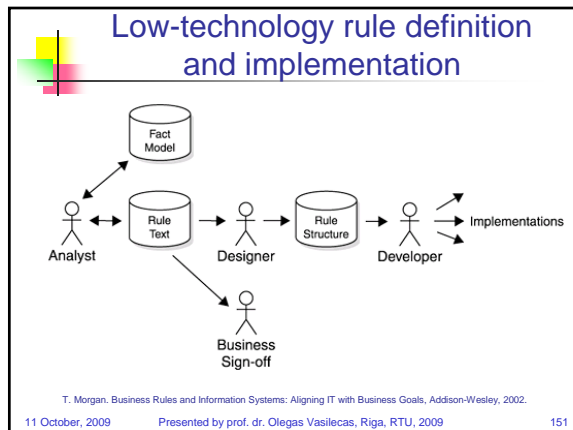 Low-technology rule definition
and implementation
Fact
Model
Rule
Text
Rule
Structure
Implementations
Analyst
Designer
Developer
Business
Sign-off
T. Morgan. Business Rules and Information Systems: Aligning IT with Business Goals, Addison-Wesley, 2002.
11 October, 2009 Presented by prof. dr. Olegas Vasilecas, Riga, RTU, 2009 151